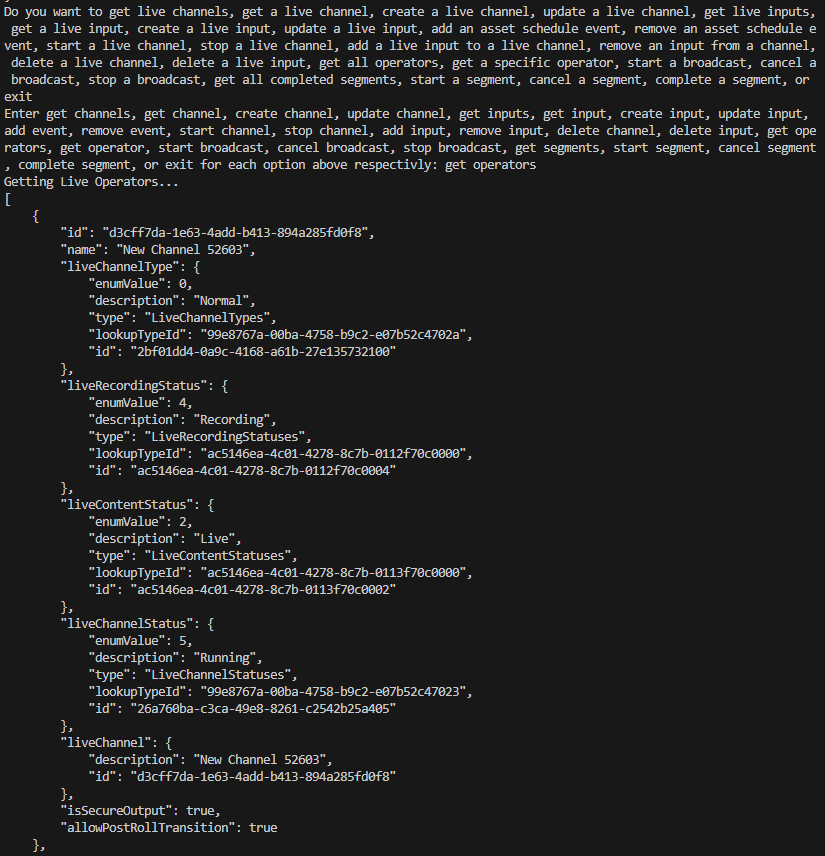 Do you want to get live channels, get a live channel, create a live channel, update a live channel, get live inputs,
 get a live input, create a live input, update a live input, add an asset schedule event, remove an asset schedule e
vent, start a live channel, stop a live channel, add a live input to a live channel, remove an input from a channel,
 delete a live channel, delete a live input, get all operators, get a specific operator, start a broadcast, cancel a
 broadcast, stop a broadcast, get all completed segments, start a segment, cancel a segment, complete a segment, or
exit
Enter get channels, get channel, create channel, update channel, get inputs, get input, create input, update input,
add event, remove event, start channel, stop channel, add input, remove input, delete channel, delete input, get ope
rators, get operator, start broadcast, cancel broadcast, stop broadcast, get segments, start segment, cancel segment
, complete segment, or exit for each option above respectivly: get operators
Getting Live Operators...
[
    {
        "id": "d3cff7da-1e63-4add-b413-894a285fd0f8",
        "name": "New Channel 52603",
        "liveChannelType": {
            "enumValue": 0,
            "description": "Normal",
            "type": "LiveChannelTypes",
            "lookupTypeId": "99e8767a-00ba-4758-b9c2-e07b52c4702a",
            "id": "2bf01dd4-0a9c-4168-a61b-27e135732100"
        },
        "liveRecordingStatus": {
            "enumValue": 4,
            "description": "Recording",
            "type": "LiveRecordingStatuses",
            "lookupTypeId": "ac5146ea-4c01-4278-8c7b-0112f70c0000",
            "id": "ac5146ea-4c01-4278-8c7b-0112f70c0004"
        },
        "liveContentStatus": {
            "enumValue": 2,
            "description": "Live",
            "type": "LiveContentStatuses",
            "lookupTypeId": "ac5146ea-4c01-4278-8c7b-0113f70c0000",
            "id": "ac5146ea-4c01-4278-8c7b-0113f70c0002"
        },
        "liveChannelStatus": {
            "enumValue": 5,
            "description": "Running",
            "type": "LiveChannelStatuses",
            "lookupTypeId": "99e8767a-00ba-4758-b9c2-e07b52c47023",
            "id": "26a760ba-c3ca-49e8-8261-c2542b25a405"
        },
        "liveChannel": {
            "description": "New Channel 52603",
            "id": "d3cff7da-1e63-4add-b413-894a285fd0f8"
        },
        "isSecureOutput": true,
        "allowPostRollTransition": true
    },